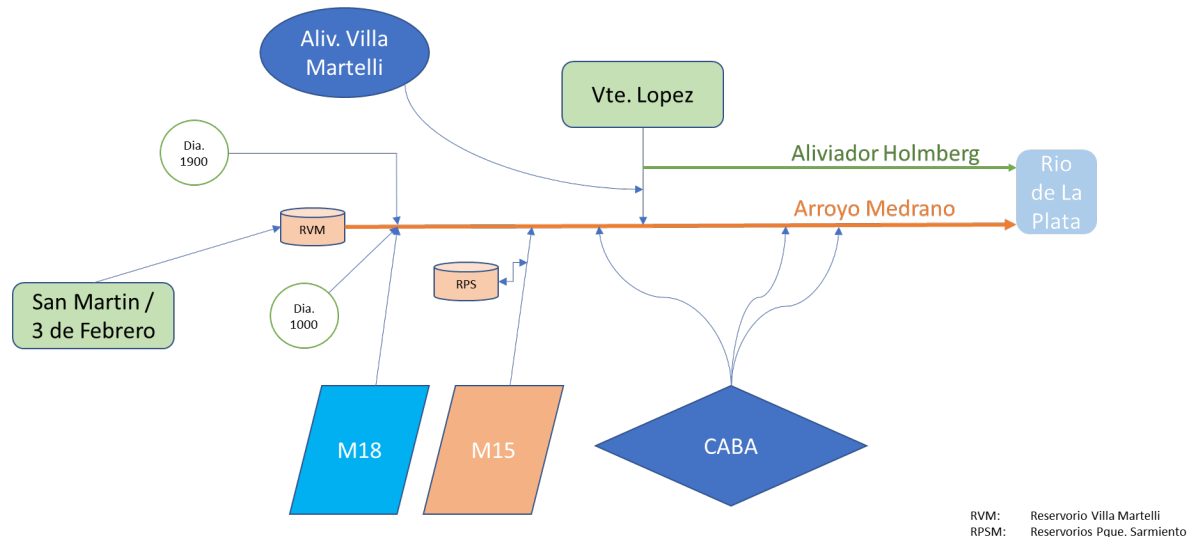 Aliv. Villa
Martelli
Vte. Lopez
Dia.
1900
Aliviador Holmberg
Rio
de La
Plata
Arroyo Medrano
RVM
RPS
San Martin /
3 de Febrero
Dia.
1000
M18
M15
CABA
RVM: Reservorio Villa Martelli
RPSM: Reservorios Pque. Sarmiento